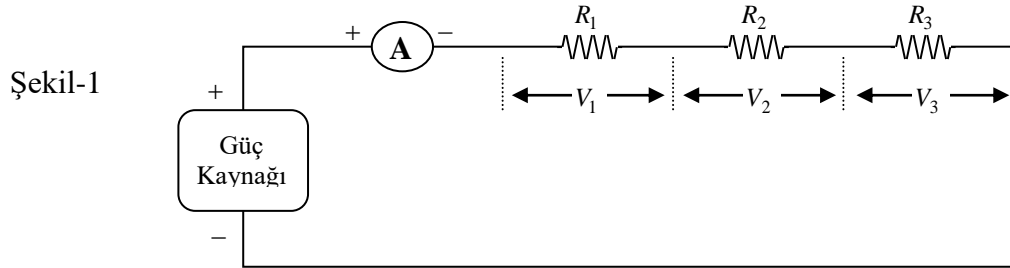 R₁ R₂ R₃
+ A −
Şekil-1
+
V₁ V₂ V₃
Güç
Kaynağı
−